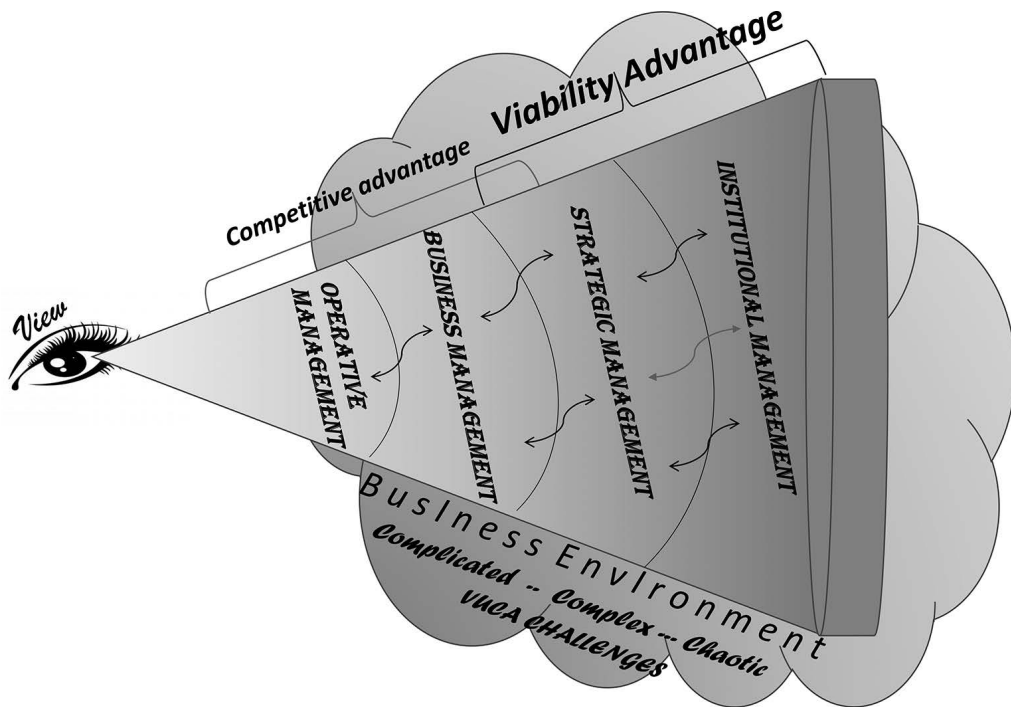 Viability Advantage
Competitive advantage
View
OPERATIVE
MANAGEMENT
BUSINESS MANAGEMENT
STRATEGIC MANAGEMENT
INSTITUTIONAL MANAGEMENT
BusIness EnvIronment
Complicated .. Complex ... Chaotic
VUCA CHALLENGES